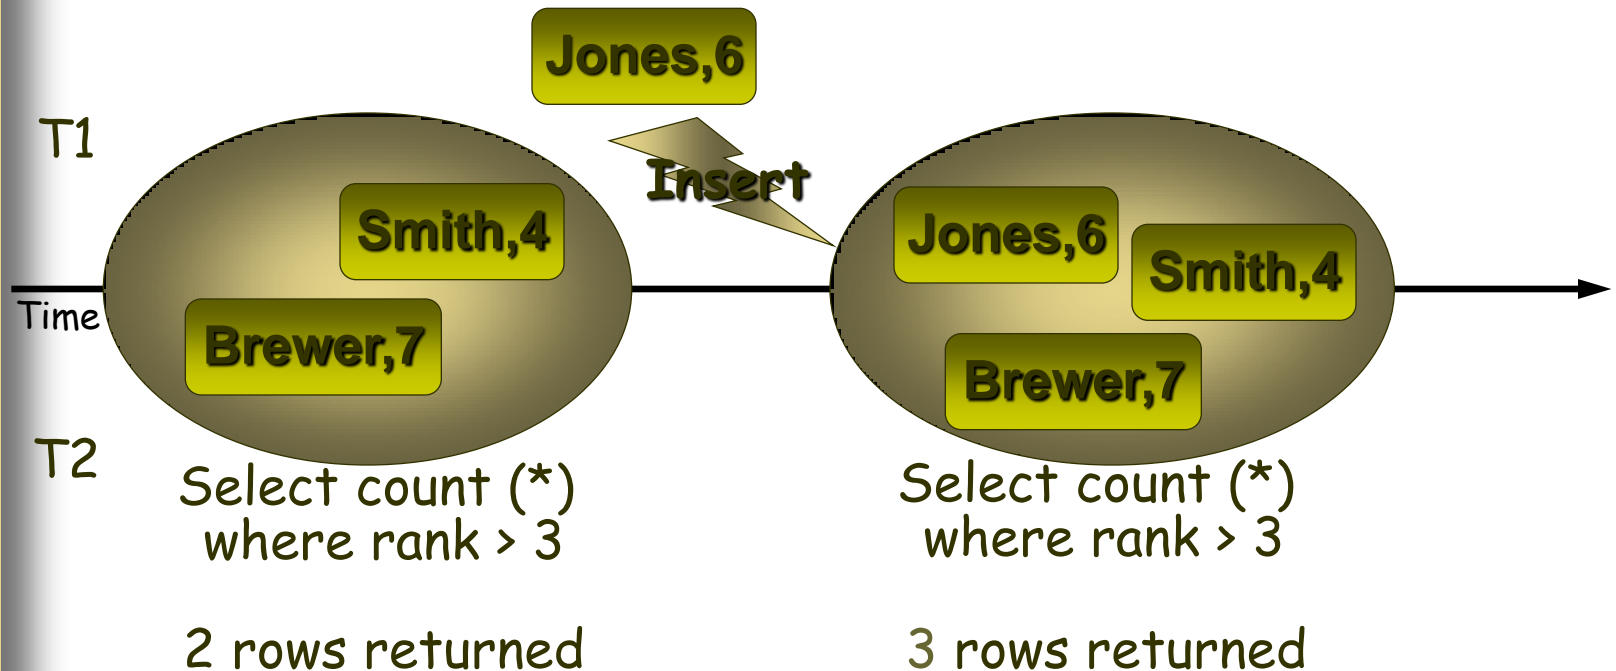 Jones,6
T1
Insert
Smith,4
Jones,6
Smith,4
Time
Brewer,7
Brewer,7
T2
Select count (*)
where rank > 3
Select count (*)
where rank > 3
2 rows returned
3 rows returned